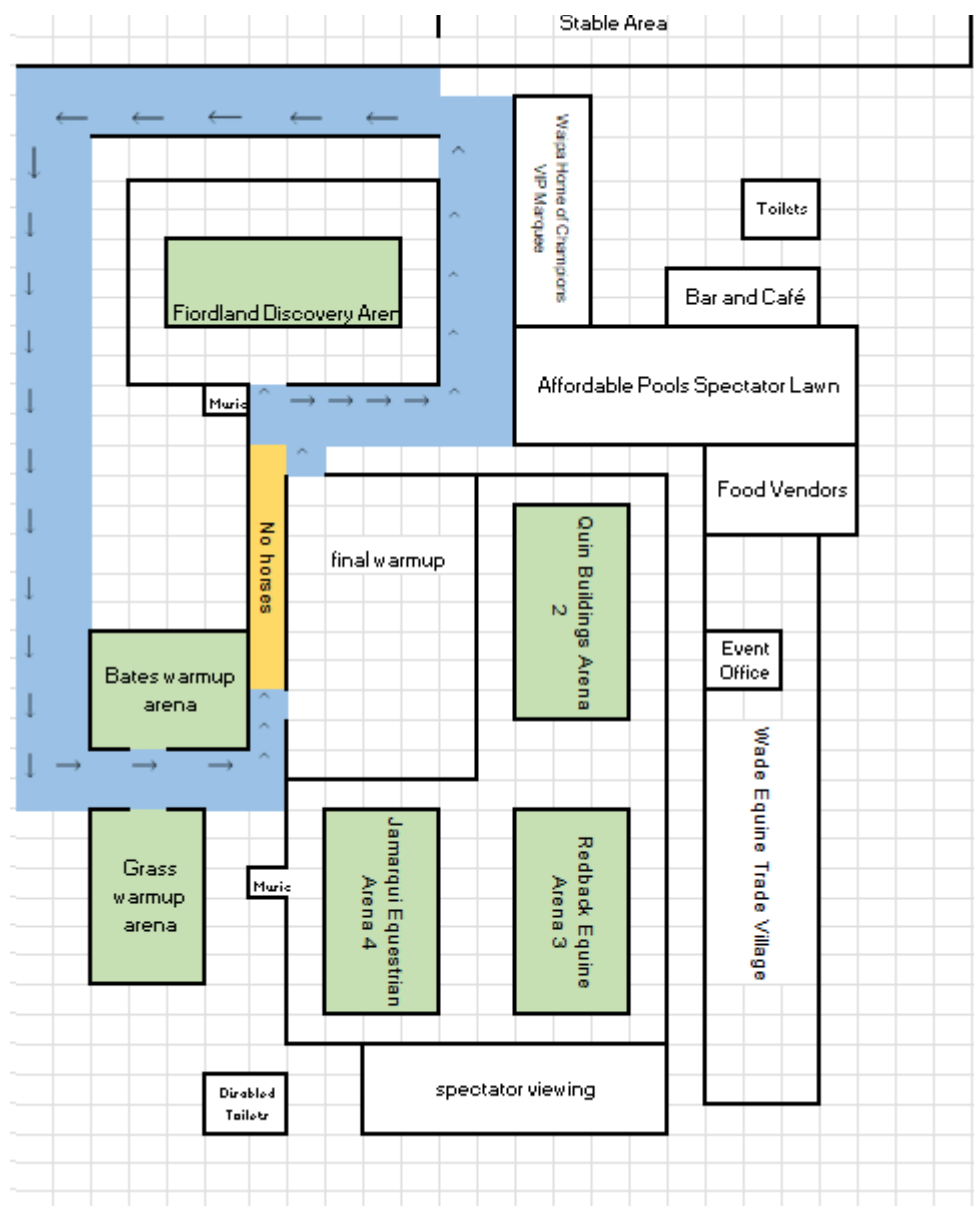 Stable Area
Waipa Home of Champions
VIP Marquee
Toilets
Bar and Café
Fiordland Discovery Aren
Affordable Pools Spectator Lawn
Music
Food Vendors
No horses
final warmup
Quin Buildings Arena
2
Event
Office
Bates warmup
arena
Wade Equine Trade Village
Grass
warmup
arena
Music
Jamarqui Equestrian
Arena 4
Redback Equine
Arena 3
Disabled
Toilets
spectator viewing